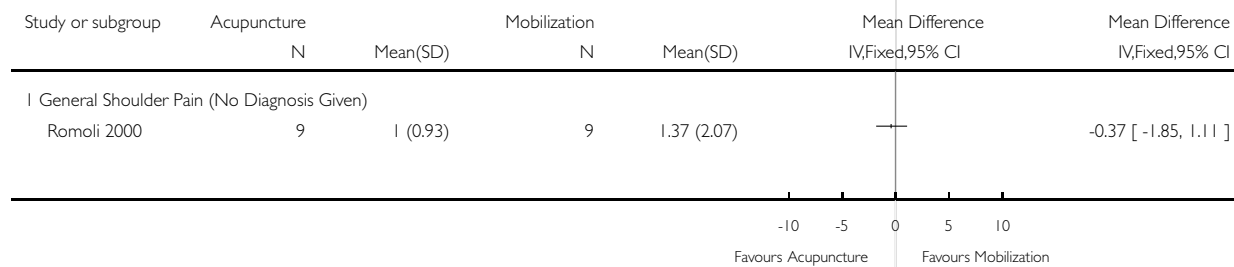 Study or subgroup Acupuncture Mobilization Mean Difference Mean Difference
N Mean(SD) N Mean(SD) IV,Fixed,95% CI IV,Fixed,95% CI
1 General Shoulder Pain (No Diagnosis Given)
Romoli 2000 9 1 (0.93) 9 1.37 (2.07) -0.37 [ -1.85, 1.11 ]
-10 -5 0 5 10
Favours Acupuncture Favours Mobilization